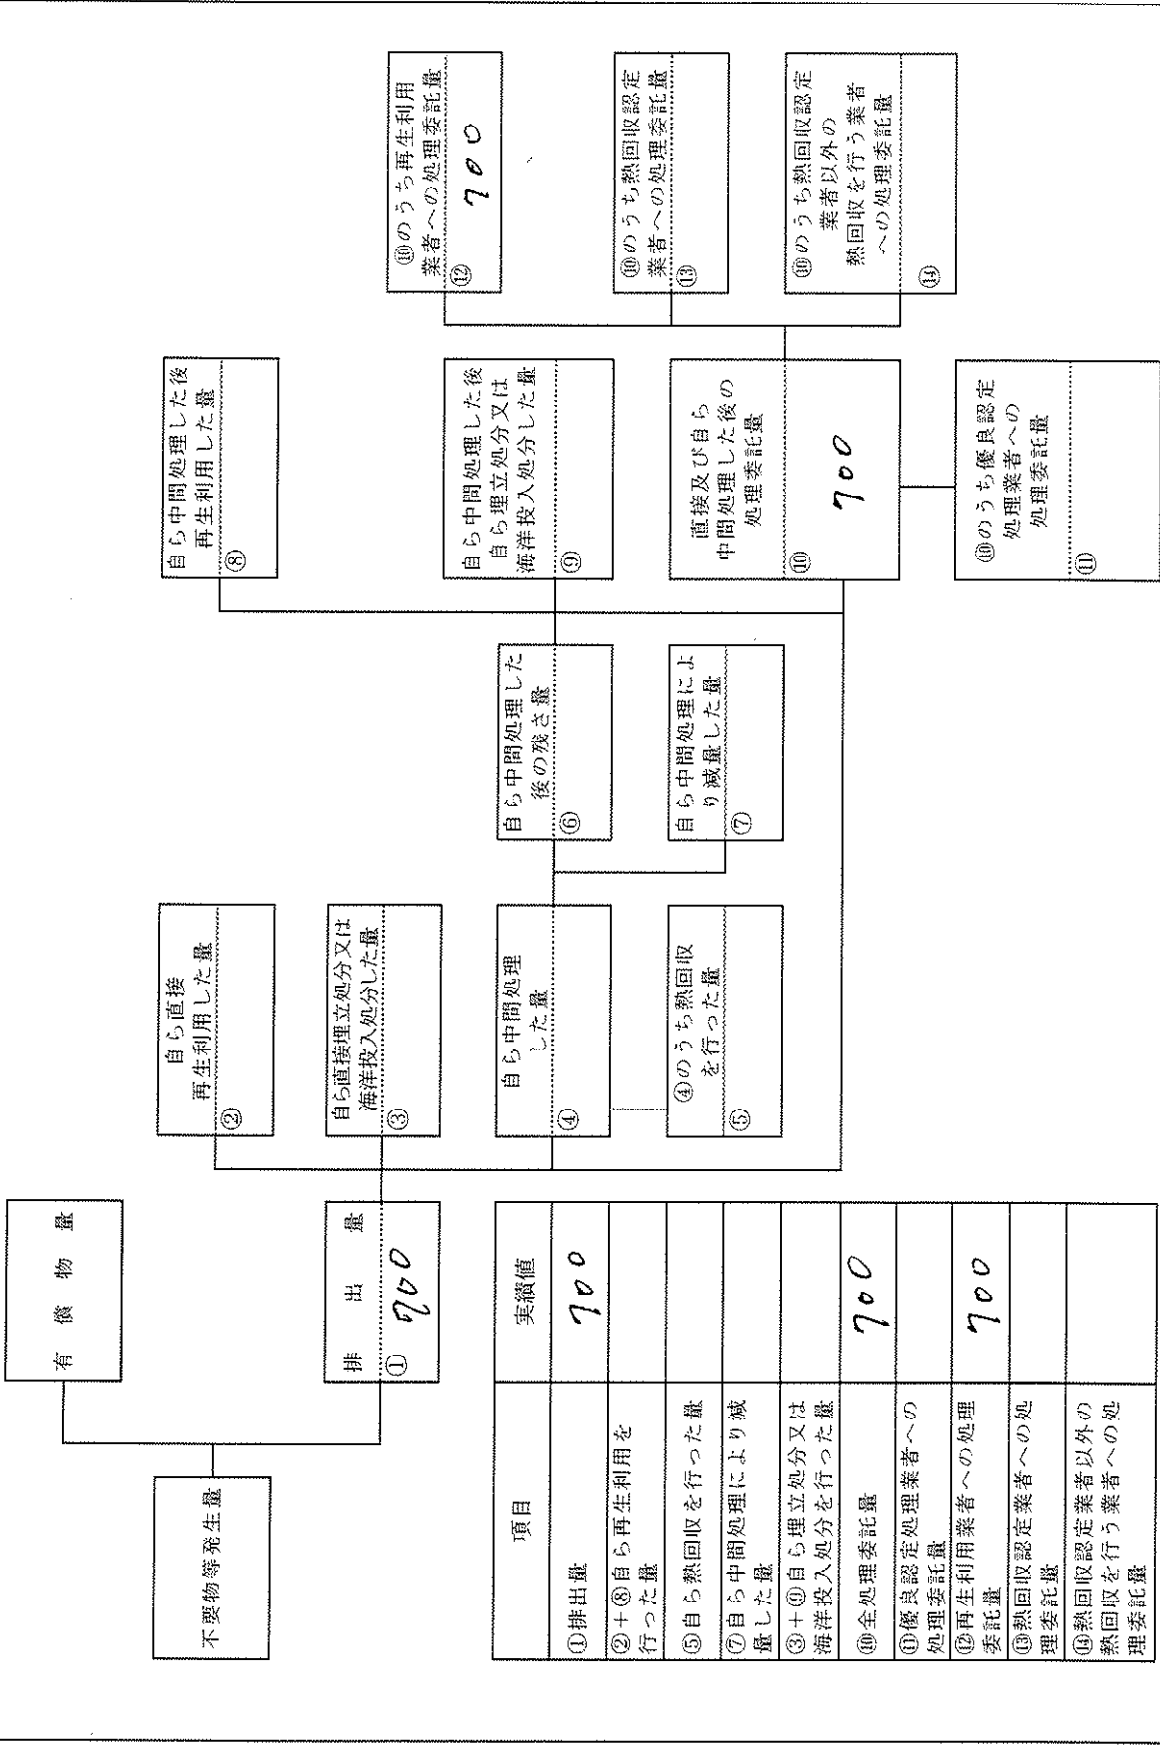 不要物等発生量
有償物量
排出量
① 700
自ら直接
再生利用した量
②
自ら直接埋立処分又は
海洋投入処分した量
③
自ら中間処理
した量
④
④のうち熱回収
を行った量
⑤
自ら中間処理した
後の残さ量
⑥
自ら中間処理によ
り減量した量
⑦
自ら中間処理した後
再生利用した量
⑧
自ら中間処理した後
自ら埋立処分又は
海洋投入処分した量
⑨
直接及び自ら
中間処理した後の
処理委託量
⑩
700
⑩のうち優良認定
処理業者への
処理委託量
⑪
⑩のうち再生利用
業者への処理委託量
⑫
700
⑩のうち熱回収認定
業者への処理委託量
⑬
⑩のうち熱回収認定
業者以外の
熱回収を行う業者
への処理委託量
⑭
項目 実績値
①排出量 700
②+⑧自ら再生利用を
行った量
⑤自ら熱回収を行った量
⑦自ら中間処理により減
量した量
③+⑨自ら埋立処分又は
海洋投入処分を行った量
⑩全処理委託量 700
⑪優良認定処理業者への
処理委託量
⑫再生利用業者への処理
委託量 700
⑬熱回収認定業者への処
理委託量
⑭熱回収認定業者以外の
熱回収を行う業者への処
理委託量